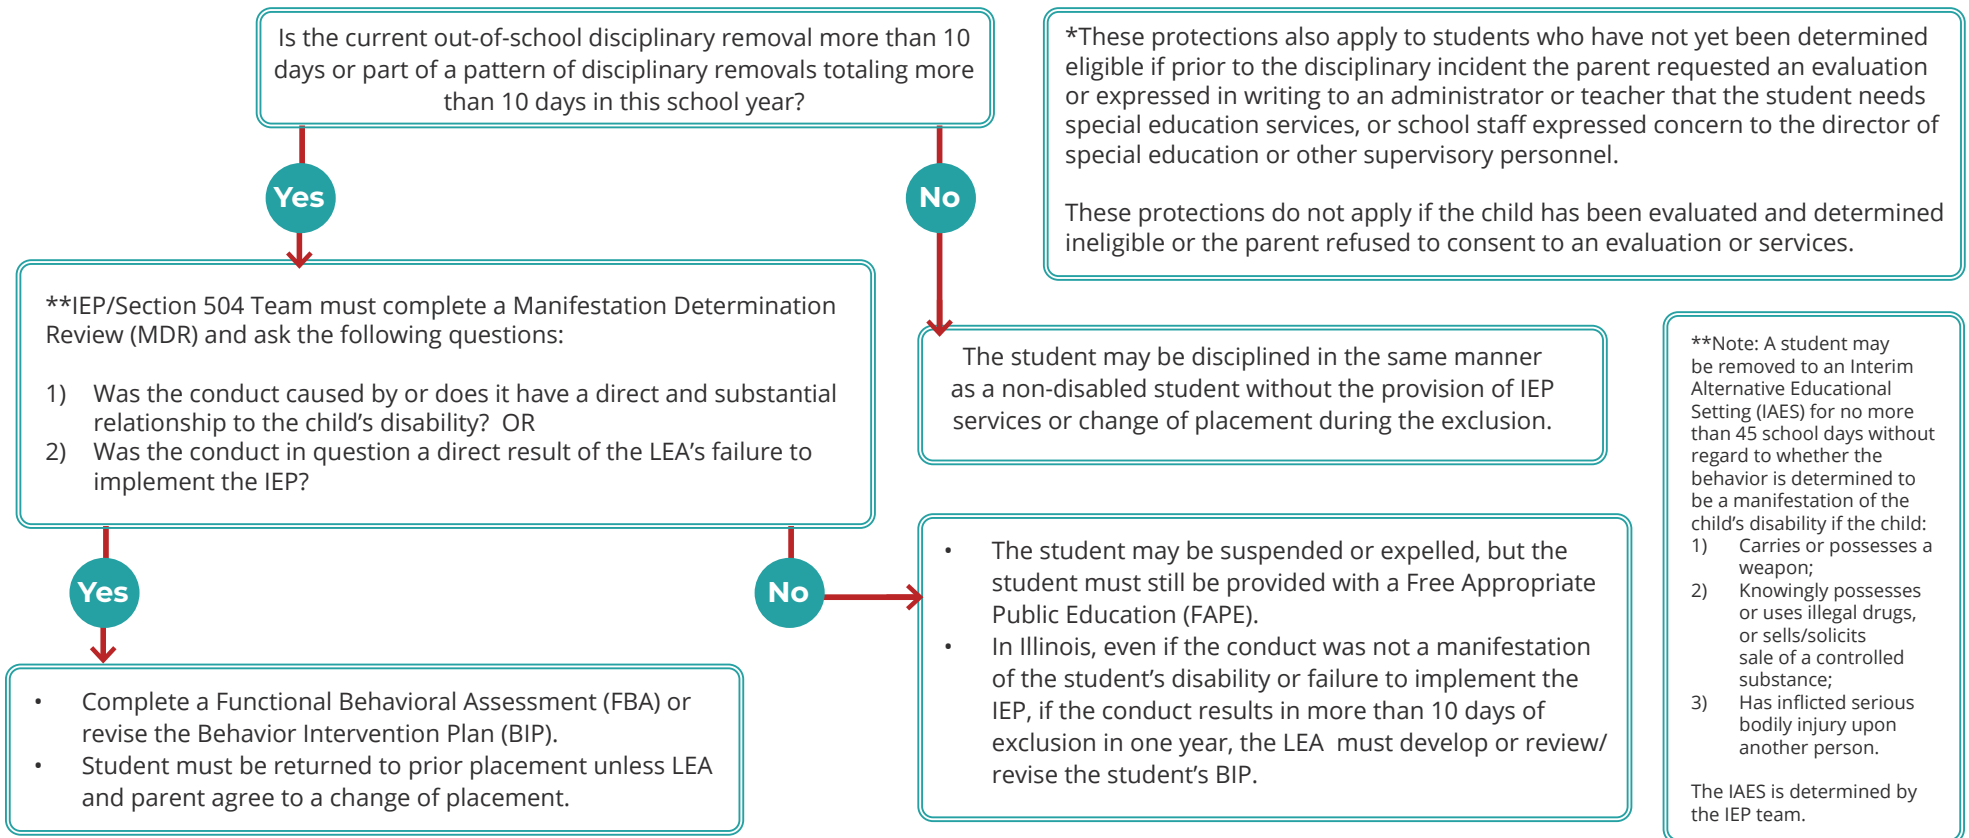 Is the current out-of-school disciplinary removal more than 10
days or part of a pattern of disciplinary removals totaling more
than 10 days in this school year?
*These protections also apply to students who have not yet been determined
eligible if prior to the disciplinary incident the parent requested an evaluation
or expressed in writing to an administrator or teacher that the student needs
special education services, or school staff expressed concern to the director of
special education or other supervisory personnel.
These protections do not apply if the child has been evaluated and determined
ineligible or the parent refused to consent to an evaluation or services.
Yes
No
**IEP/Section 504 Team must complete a Manifestation Determination
Review (MDR) and ask the following questions:
1) Was the conduct caused by or does it have a direct and substantial
relationship to the child's disability? OR
2) Was the conduct in question a direct result of the LEA's failure to
implement the IEP?
The student may be disciplined in the same manner
as a non-disabled student without the provision of IEP
services or change of placement during the exclusion.
**Note: A student may
be removed to an Interim
Alternative Educational
Setting (IAES) for no more
than 45 school days without
regard to whether the
behavior is determined to
be a manifestation of the
child's disability if the child:
1) Carries or possesses a
weapon;
2) Knowingly possesses
or uses illegal drugs,
or sells/solicits
sale of a controlled
substance;
3) Has inflicted serious
bodily injury upon
another person.
The IAES is determined by
the IEP team.
Yes
No
• The student may be suspended or expelled, but the
student must still be provided with a Free Appropriate
Public Education (FAPE).
• In Illinois, even if the conduct was not a manifestation
of the student's disability or failure to implement the
IEP, if the conduct results in more than 10 days of
exclusion in one year, the LEA must develop or review/
revise the student's BIP.
• Complete a Functional Behavioral Assessment (FBA) or
revise the Behavior Intervention Plan (BIP).
• Student must be returned to prior placement unless LEA
and parent agree to a change of placement.